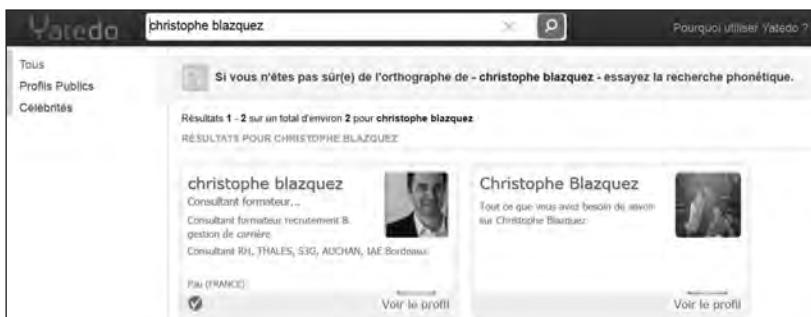 Yatedo
christophe blazquez
Pourquoi utiliser Yatedo ?
Tous
Profils Publics
Célébrités
Si vous n'êtes pas sûr(e) de l'orthographe de - christophe blazquez - essayez la recherche phonétique.
Résultats 1 - 2 sur un total d'environ 2 pour christophe blazquez
RÉSULTATS POUR CHRISTOPHE BLAZQUEZ
christophe blazquez
Consultant formateur...
Consultant formateur recrutement &
gestion de carrière
Consultant RH, THALES, S3G, AUCHAN, IAE Bordeaux
Pau (FRANCE)
Voir le profil
Christophe Blazquez
Tout ce que vous avez besoin de savoir
sur Christophe Blazquez
Voir le profil